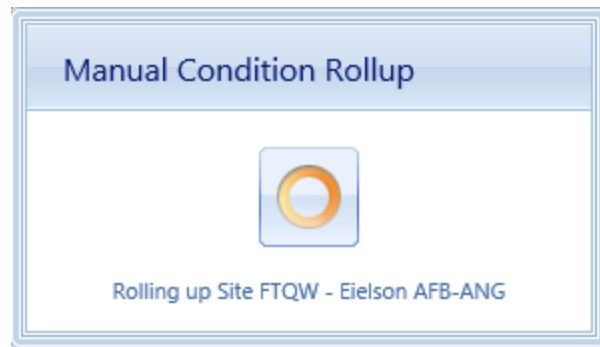 Manual Condition Rollup
Rolling up Site FTQW - Eielson AFB-ANG